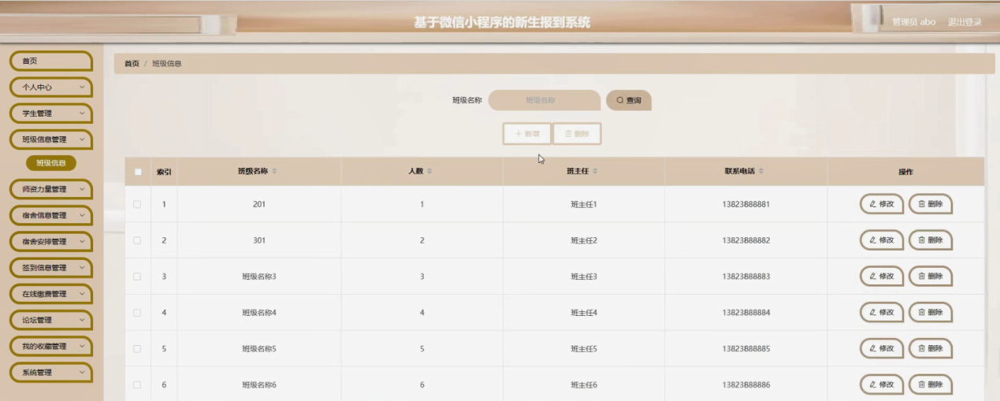 基于微信小程序的新生报到系统
管理员 abo 退出登录
首页
个人中心
学生管理
班级信息管理
班级信息
师资力量管理
宿舍信息管理
宿舍安排管理
签到信息管理
在线缴费管理
论坛管理
我的收藏管理
系统管理
首页 / 班级信息
班级名称 班级名称 查询
新增 删除
索引 班级名称 人数 班主任 联系电话 操作
1 201 1 班主任1 13823888881 修改 删除
2 301 2 班主任2 13823888882 修改 删除
3 班级名称3 3 班主任3 13823888883 修改 删除
4 班级名称4 4 班主任4 13823888884 修改 删除
5 班级名称5 5 班主任5 13823888885 修改 删除
6 班级名称6 6 班主任6 13823888886 修改 删除